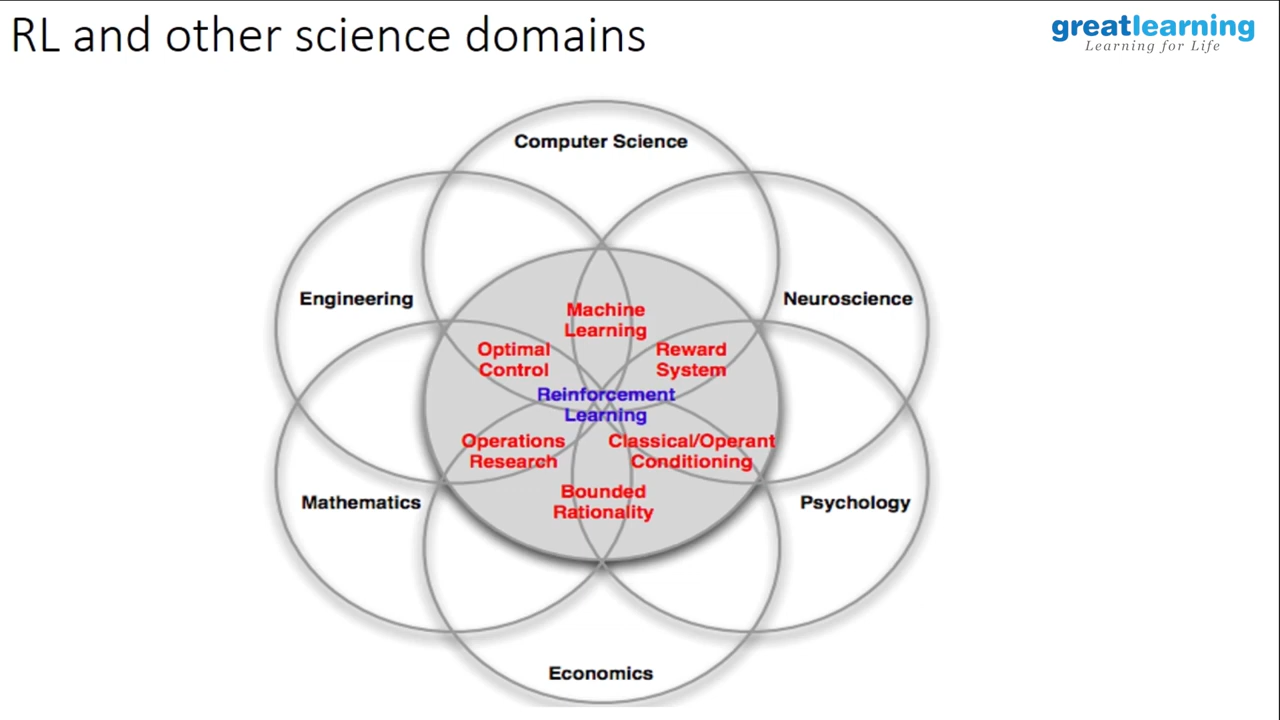 RL and other science domains
greatlearning
Learning for Life
Computer Science
Engineering
Neuroscience
Machine
Learning
Optimal
Control
Reward
System
Reinforcement
Learning
Operations
Research
Classical/Operant
Conditioning
Bounded
Rationality
Mathematics
Psychology
Economics